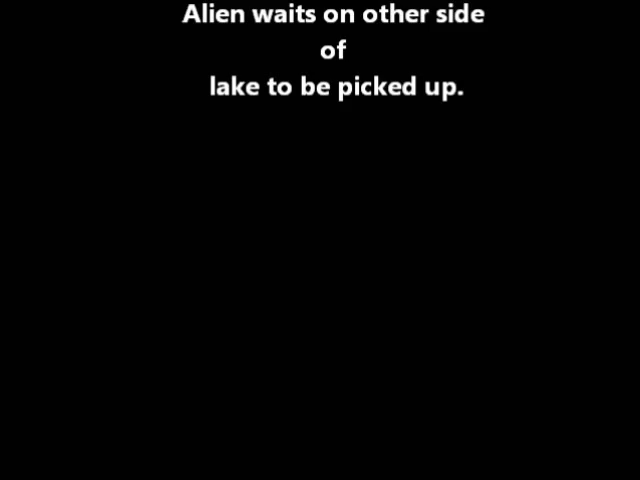 Alien waits on other side
of
lake to be picked up.